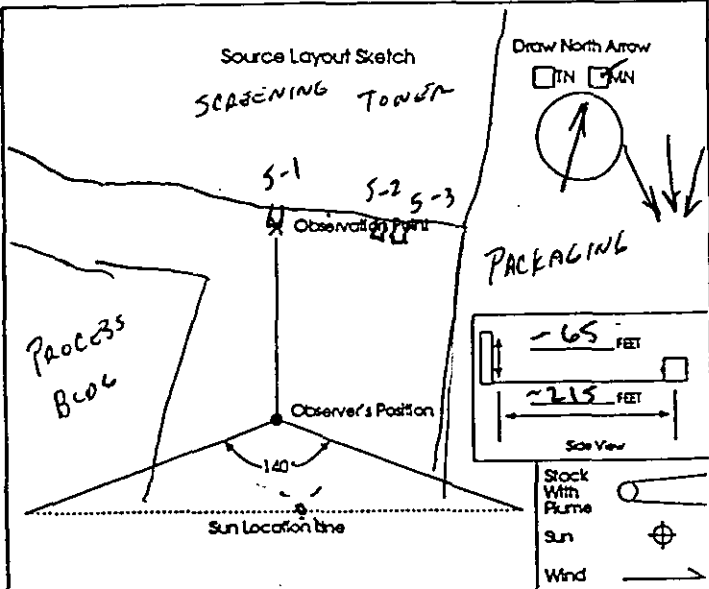 Source Layout Sketch
SCREENING TOWER
Draw North Arrow
TN MN
S-1
S-2 S-3
Observation Point
PACKAGING
PROCESS
BLDG
~65 FEET
~215 FEET
Side View
Observer's Position
140
Sun Location Line
Stack
With
Plume
Sun
Wind